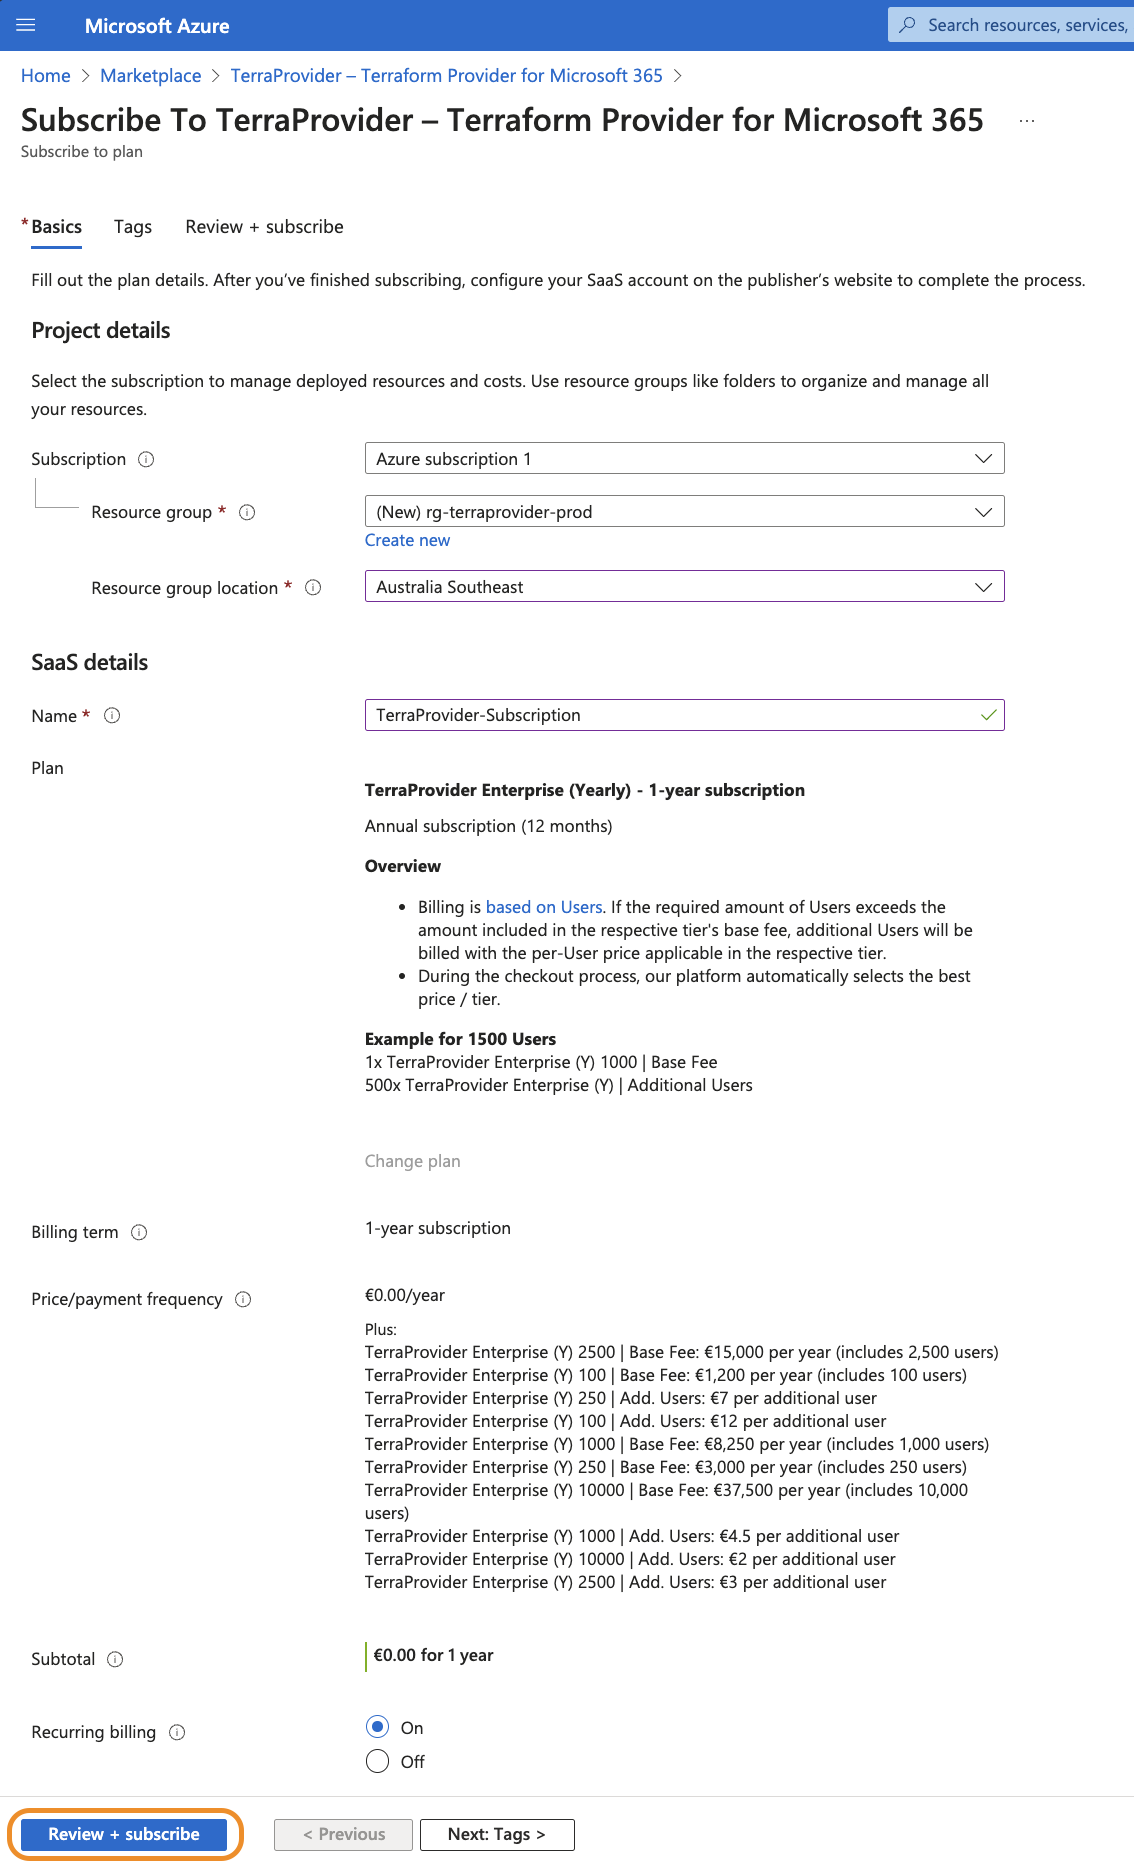 Microsoft Azure
Search resources, services,
Home > Marketplace > TerraProvider – Terraform Provider for Microsoft 365 >
Subscribe To TerraProvider – Terraform Provider for Microsoft 365 ...
Subscribe to plan
* Basics Tags Review + subscribe
Fill out the plan details. After you’ve finished subscribing, configure your SaaS account on the publisher’s website to complete the process.
Project details
Select the subscription to manage deployed resources and costs. Use resource groups like folders to organize and manage all
your resources.
Subscription
Azure subscription 1
Resource group *
(New) rg-terraprovider-prod
Create new
Resource group location *
Australia Southeast
SaaS details
Name *
TerraProvider-Subscription
Plan
TerraProvider Enterprise (Yearly) - 1-year subscription
Annual subscription (12 months)
Overview
• Billing is based on Users. If the required amount of Users exceeds the
amount included in the respective tier's base fee, additional Users will be
billed with the per-User price applicable in the respective tier.
• During the checkout process, our platform automatically selects the best
price / tier.
Example for 1500 Users
1x TerraProvider Enterprise (Y) 1000 | Base Fee
500x TerraProvider Enterprise (Y) | Additional Users
Change plan
Billing term
1-year subscription
Price/payment frequency
€0.00/year
Plus:
TerraProvider Enterprise (Y) 2500 | Base Fee: €15,000 per year (includes 2,500 users)
TerraProvider Enterprise (Y) 100 | Base Fee: €1,200 per year (includes 100 users)
TerraProvider Enterprise (Y) 250 | Add. Users: €7 per additional user
TerraProvider Enterprise (Y) 100 | Add. Users: €12 per additional user
TerraProvider Enterprise (Y) 1000 | Base Fee: €8,250 per year (includes 1,000 users)
TerraProvider Enterprise (Y) 250 | Base Fee: €3,000 per year (includes 250 users)
TerraProvider Enterprise (Y) 10000 | Base Fee: €37,500 per year (includes 10,000
users)
TerraProvider Enterprise (Y) 1000 | Add. Users: €4.5 per additional user
TerraProvider Enterprise (Y) 10000 | Add. Users: €2 per additional user
TerraProvider Enterprise (Y) 2500 | Add. Users: €3 per additional user
Subtotal
€0.00 for 1 year
Recurring billing
On
Off
Review + subscribe
< Previous
Next: Tags >